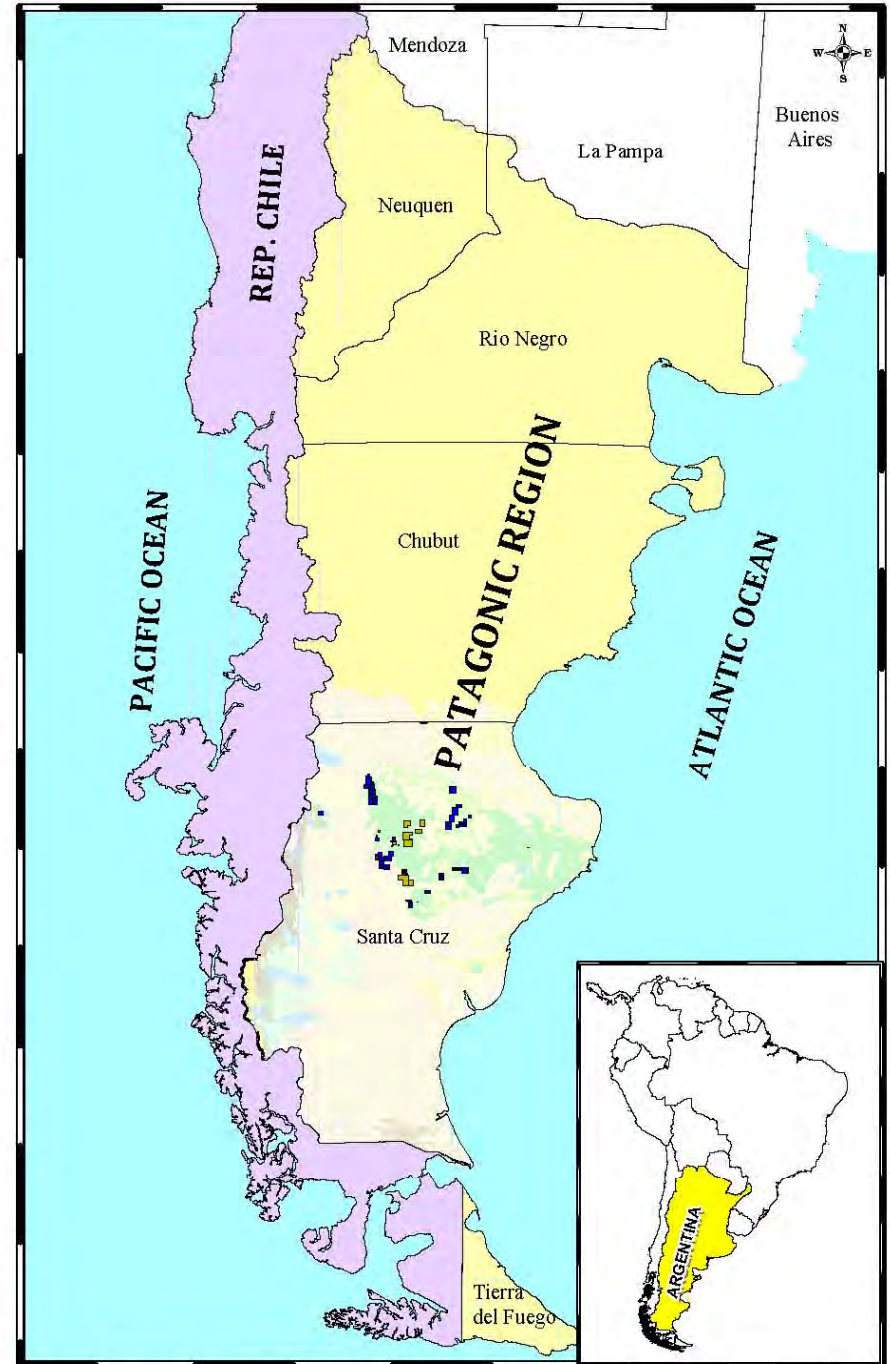 Mendoza
N
W
E
S
Buenos
Aires
La Pampa
REP. CHILE
Neuquen
Rio Negro
PATAGONIC REGION
Chubut
PACIFIC OCEAN
ATLANTIC OCEAN
Santa Cruz
ARGENTINA
Tierra
del Fuego